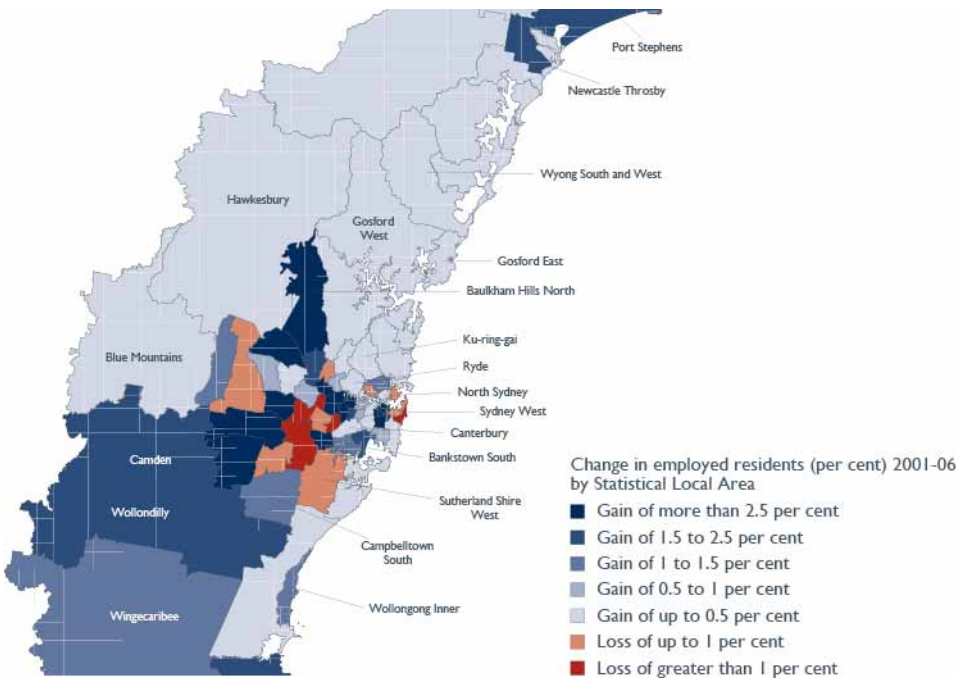 Port Stephens
Newcastle Throsby
Wyong South and West
Hawkesbury
Gosford
West
Gosford East
Baulkham Hills North
Ku-ring-gai
Blue Mountains
Ryde
North Sydney
Sydney West
Canterbury
Bankstown South
Camden
Sutherland Shire
West
Wollondilly
Campbelltown
South
Wollongong Inner
Wingecaribee
Change in employed residents (per cent) 2001-06
by Statistical Local Area
Gain of more than 2.5 per cent
Gain of 1.5 to 2.5 per cent
Gain of 1 to 1.5 per cent
Gain of 0.5 to 1 per cent
Gain of up to 0.5 per cent
Loss of up to 1 per cent
Loss of greater than 1 per cent